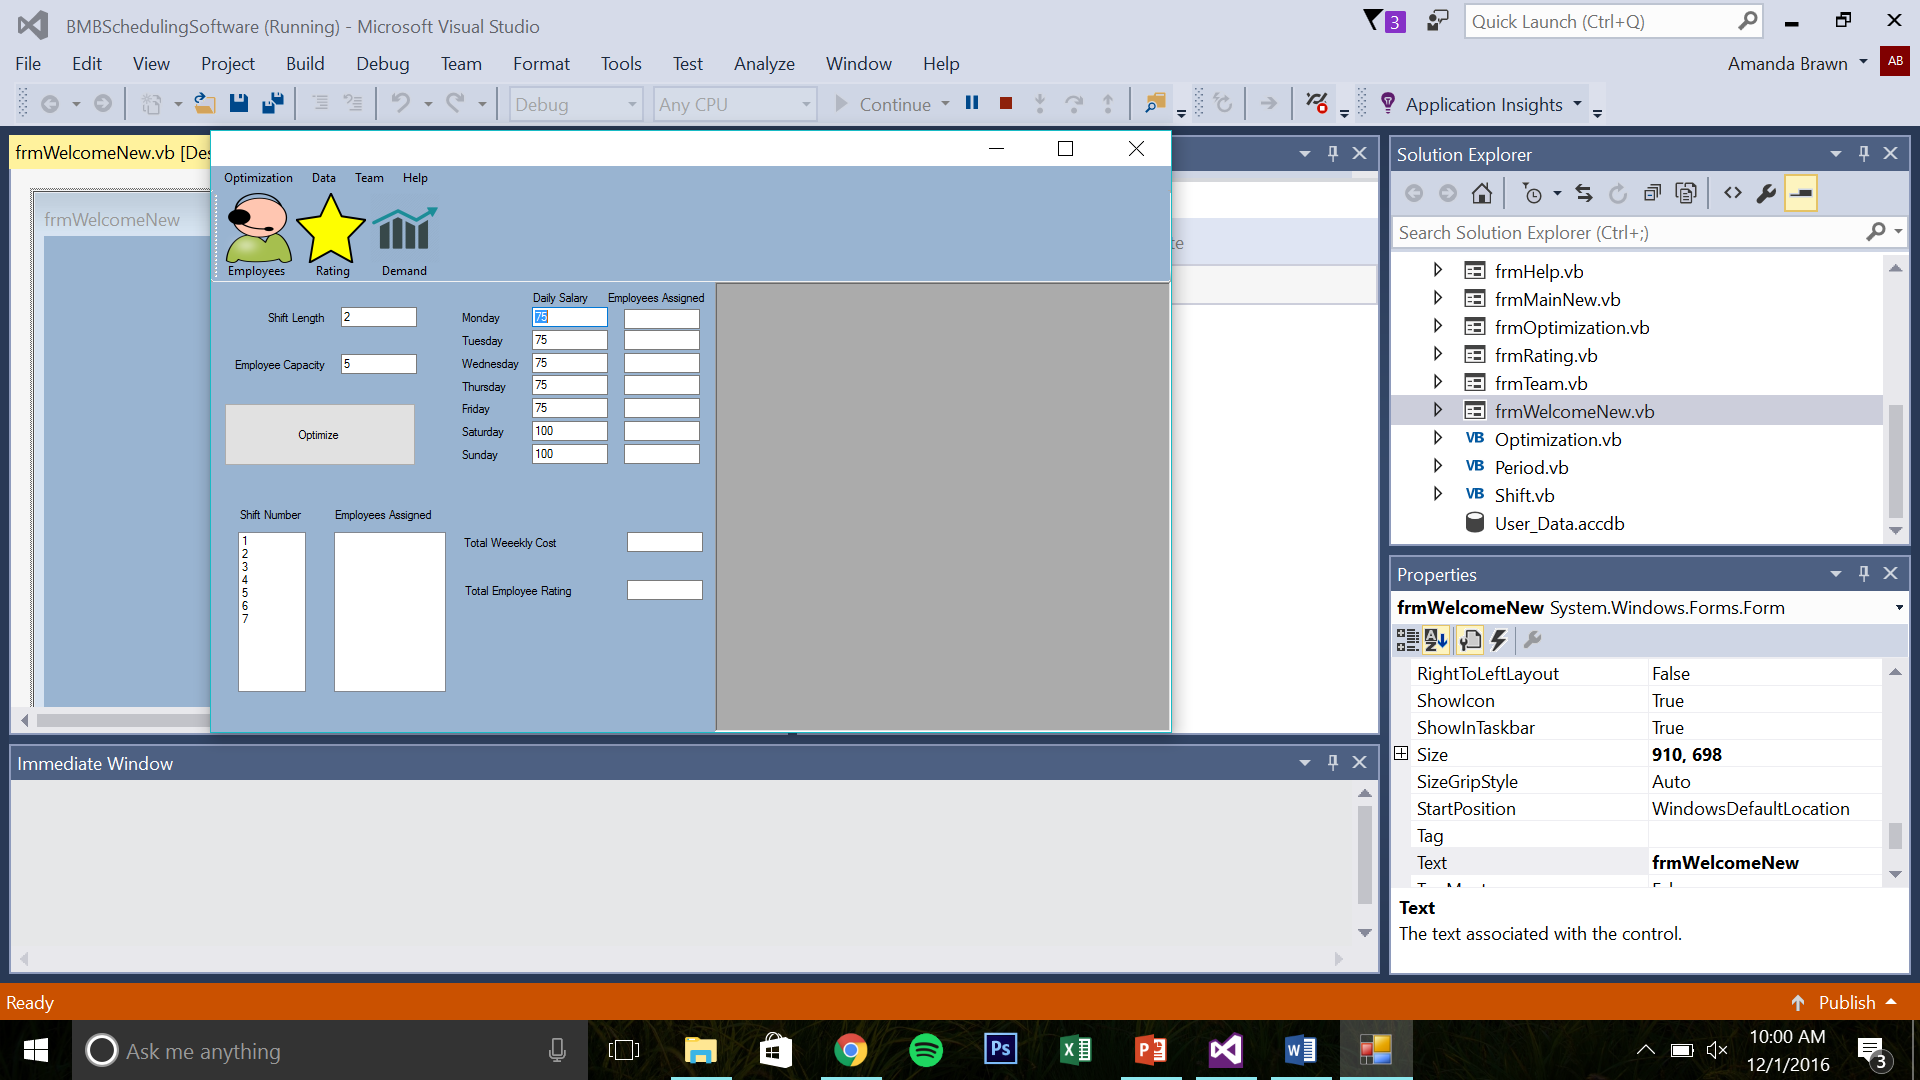 BMBSchedulingSoftware (Running) - Microsoft Visual Studio
3
Quick Launch (Ctrl+Q)
File Edit View Project Build Debug Team Format Tools Test Analyze Window Help
Amanda Brawn
AB
Debug
Any CPU
Continue
Application Insights
frmWelcomeNew.vb [Des
frmWelcomeNew
Optimization Data Team Help
Employees Rating Demand
Daily Salary Employees Assigned
Shift Length 2
Employee Capacity 5
Optimize
Monday 75
Tuesday 75
Wednesday 75
Thursday 75
Friday 75
Saturday 100
Sunday 100
Shift Number Employees Assigned
1
2
3
4
5
6
7
Total Weeekly Cost
Total Employee Rating
te
Solution Explorer
Search Solution Explorer (Ctrl+;)
frmHelp.vb
frmMainNew.vb
frmOptimization.vb
frmRating.vb
frmTeam.vb
frmWelcomeNew.vb
VB Optimization.vb
VB Period.vb
VB Shift.vb
User_Data.accdb
Properties
frmWelcomeNew System.Windows.Forms.Form
RightToLeftLayout False
ShowIcon True
ShowInTaskbar True
Size 910, 698
SizeGripStyle Auto
StartPosition WindowsDefaultLocation
Tag
Text frmWelcomeNew
Text
The text associated with the control.
Immediate Window
Ready
Publish
Ask me anything
Ps
10:00 AM
12/1/2016
3